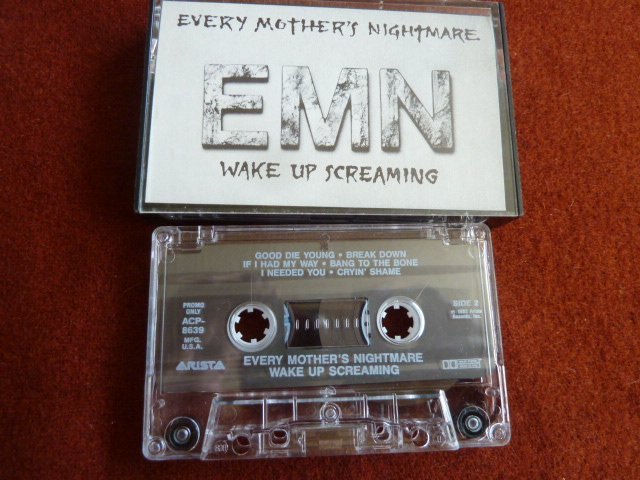 EVERY MOTHER'S NIGHTMARE
EMN
WAKE UP SCREAMING
GOOD DIE YOUNG • BREAK DOWN
IF I HAD MY WAY • BANG TO THE BONE
I NEEDED YOU • CRYIN' SHAME
PROMO
ONLY
ACP-
8639
MFG.
U.S.A.
SIDE 2
Records, Inc.
ARISTA
EVERY MOTHER'S NIGHTMARE
WAKE UP SCREAMING